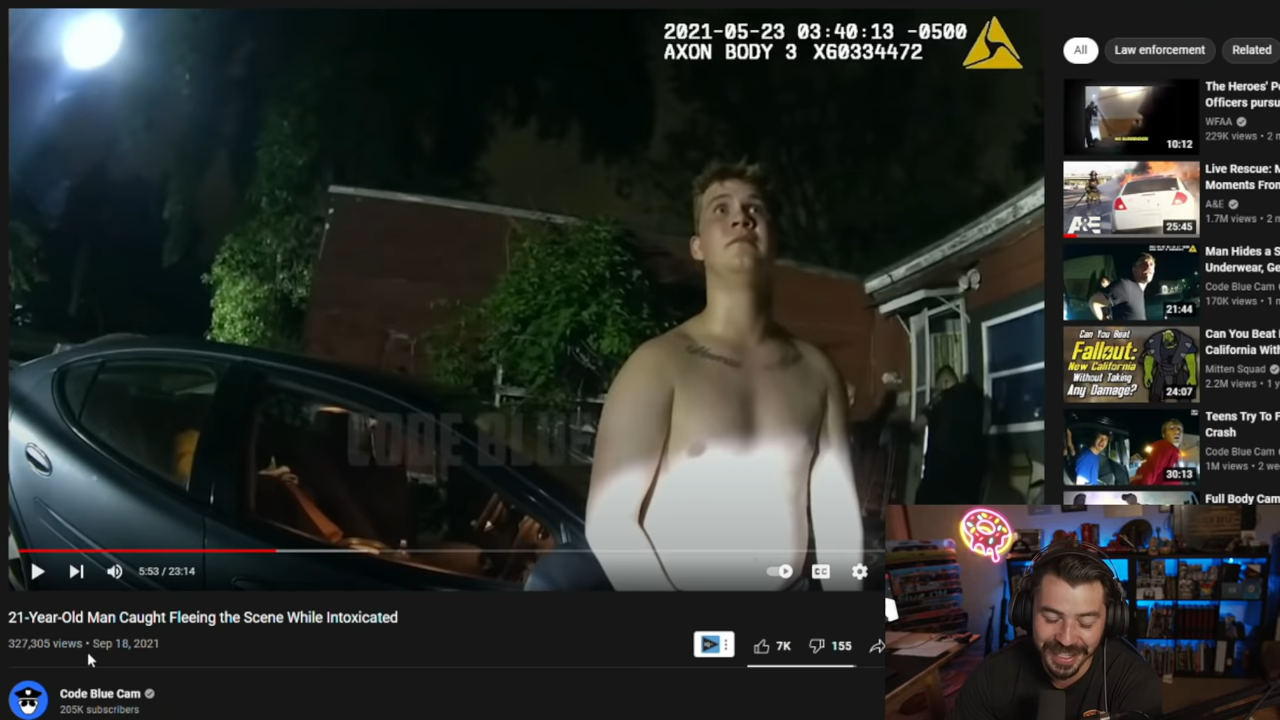 2021-05-23 03:40:13 -0500
AXON BODY 3 X60334472
CODE BLUE
5:53 / 23:14
CC
21-Year-Old Man Caught Fleeing the Scene While Intoxicated
327,305 views • Sep 18, 2021
7K
155
Code Blue Cam
205K subscribers
All
Law enforcement
Related
10:12
The Heroes' P
Officers pursu
WFAA
229K views • 2 m
A&E
25:45
Live Rescue: M
Moments From
A&E
1.7M views • 2 m
21:44
Man Hides a S
Underwear, Ge
Code Blue Cam
170K views • 1 m
Can You Beat
Fallout:
New California
Without Taking
Any Damage?
24:07
Can You Beat
California With
Mitten Squad
2.2M views • 1 y
30:13
Teens Try To F
Crash
Code Blue Cam
1M views • 2 we
Full Body Cam